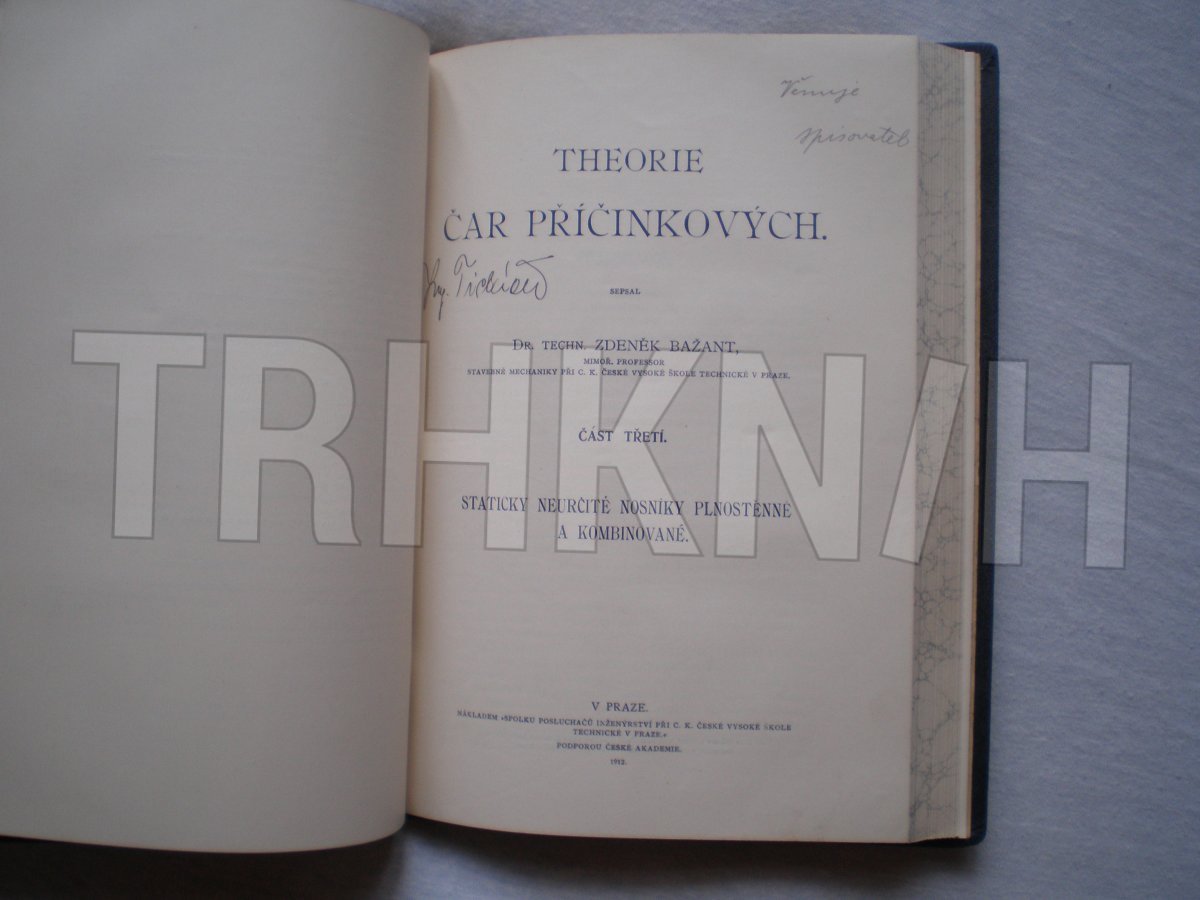 Věnuje
spisovatel
THEORIE
ČAR PŘÍČINKOVÝCH.
Ing.
SEPSAL
DR. TECHN. ZDENĚK BAŽANT,
MIMOŘ. PROFESSOR
STAVEBNÉ MECHANIKY PŘI C. K. ČESKÉ VYSOKÉ ŠKOLE TECHNICKÉ V PRAZE.
ČÁST TŘETÍ.
STATICKY NEURČITÉ NOSNÍKY PLNOSTĚNNÉ
A KOMBINOVANÉ.
TRHKNIH
V PRAZE.
NÁKLADEM »SPOLKU POSLUCHAČŮ INŽENÝRSTVÍ PŘI C. K. ČESKÉ VYSOKÉ ŠKOLE
TECHNICKÉ V PRAZE.«
PODPOROU ČESKÉ AKADEMIE.
1912.